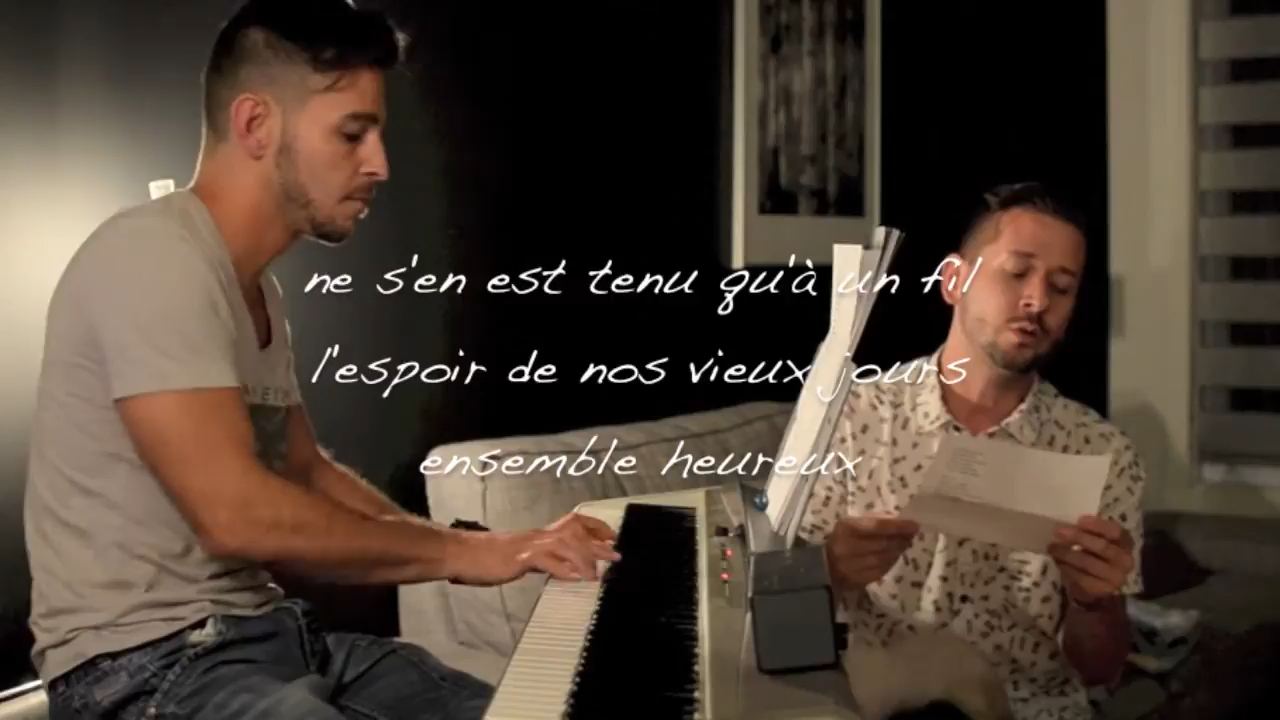 ne s'en est tenu qu'à un fil
l'espoir de nos vieux jours
ensemble heureux